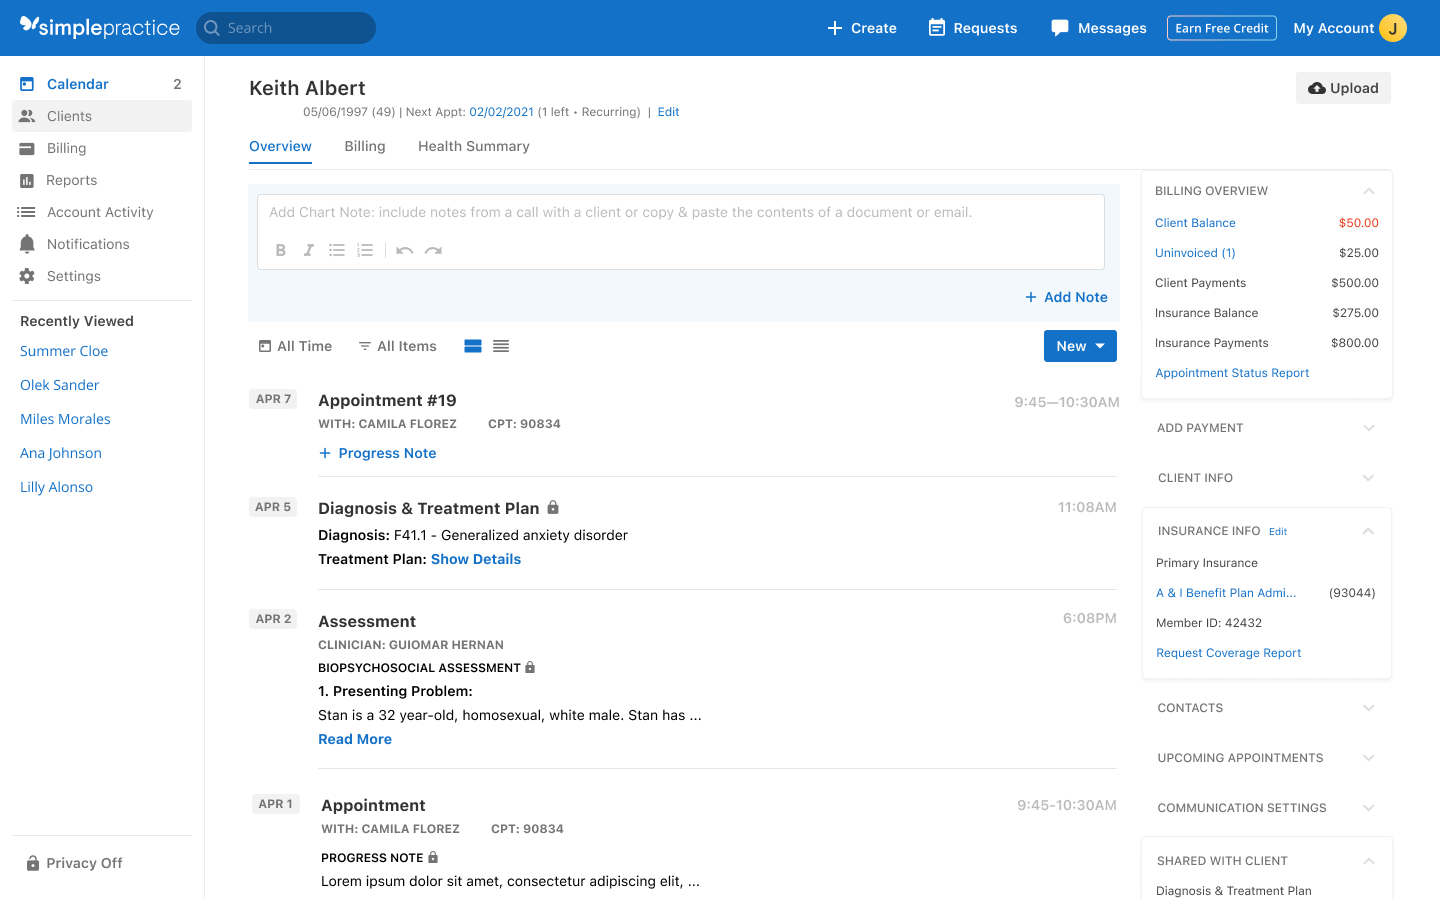 simplepractice
Search
Create
Requests
Messages
Earn Free Credit
My Account
J
Calendar
2
Clients
Billing
Reports
Account Activity
Notifications
Settings
Recently Viewed
Summer Cloe
Olek Sander
Miles Morales
Ana Johnson
Lilly Alonso
Privacy Off
Keith Albert
05/06/1997 (49) | Next Appt: 02/02/2021 (1 left • Recurring) | Edit
Upload
Overview
Billing
Health Summary
Add Chart Note: include notes from a call with a client or copy & paste the contents of a document or email.
B I
+ Add Note
All Time
All Items
New
APR 7
Appointment #19
9:45—10:30AM
WITH: CAMILA FLOREZ CPT: 90834
+ Progress Note
APR 5
Diagnosis & Treatment Plan
11:08AM
Diagnosis: F41.1 - Generalized anxiety disorder
Treatment Plan: Show Details
APR 2
Assessment
6:08PM
CLINICIAN: GUIOMAR HERNAN
BIOPSYCHOSOCIAL ASSESSMENT
1. Presenting Problem:
Stan is a 32 year-old, homosexual, white male. Stan has ...
Read More
APR 1
Appointment
9:45-10:30AM
WITH: CAMILA FLOREZ CPT: 90834
PROGRESS NOTE
Lorem ipsum dolor sit amet, consectetur adipiscing elit, ...
BILLING OVERVIEW
Client Balance $50.00
Uninvoiced (1) $25.00
Client Payments $500.00
Insurance Balance $275.00
Insurance Payments $800.00
Appointment Status Report
ADD PAYMENT
CLIENT INFO
INSURANCE INFO Edit
Primary Insurance
A & I Benefit Plan Admi... (93044)
Member ID: 42432
Request Coverage Report
CONTACTS
UPCOMING APPOINTMENTS
COMMUNICATION SETTINGS
SHARED WITH CLIENT
Diagnosis & Treatment Plan